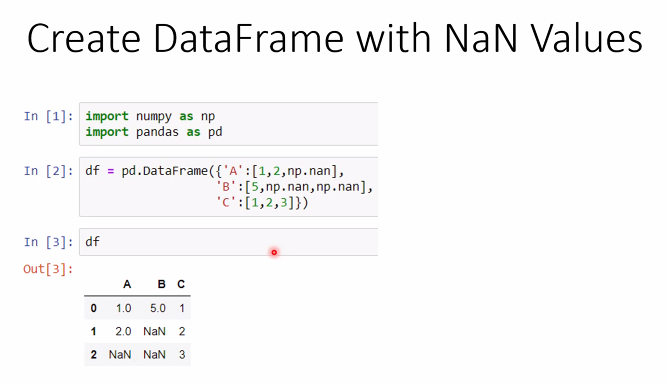 Create DataFrame with NaN Values
In [1]: import numpy as np
import pandas as pd
In [2]: df = pd.DataFrame({'A':[1,2,np.nan],
'B':[5,np.nan,np.nan],
'C':[1,2,3]})
In [3]: df
Out[3]:
A B C
0 1.0 5.0 1
1 2.0 NaN 2
2 NaN NaN 3